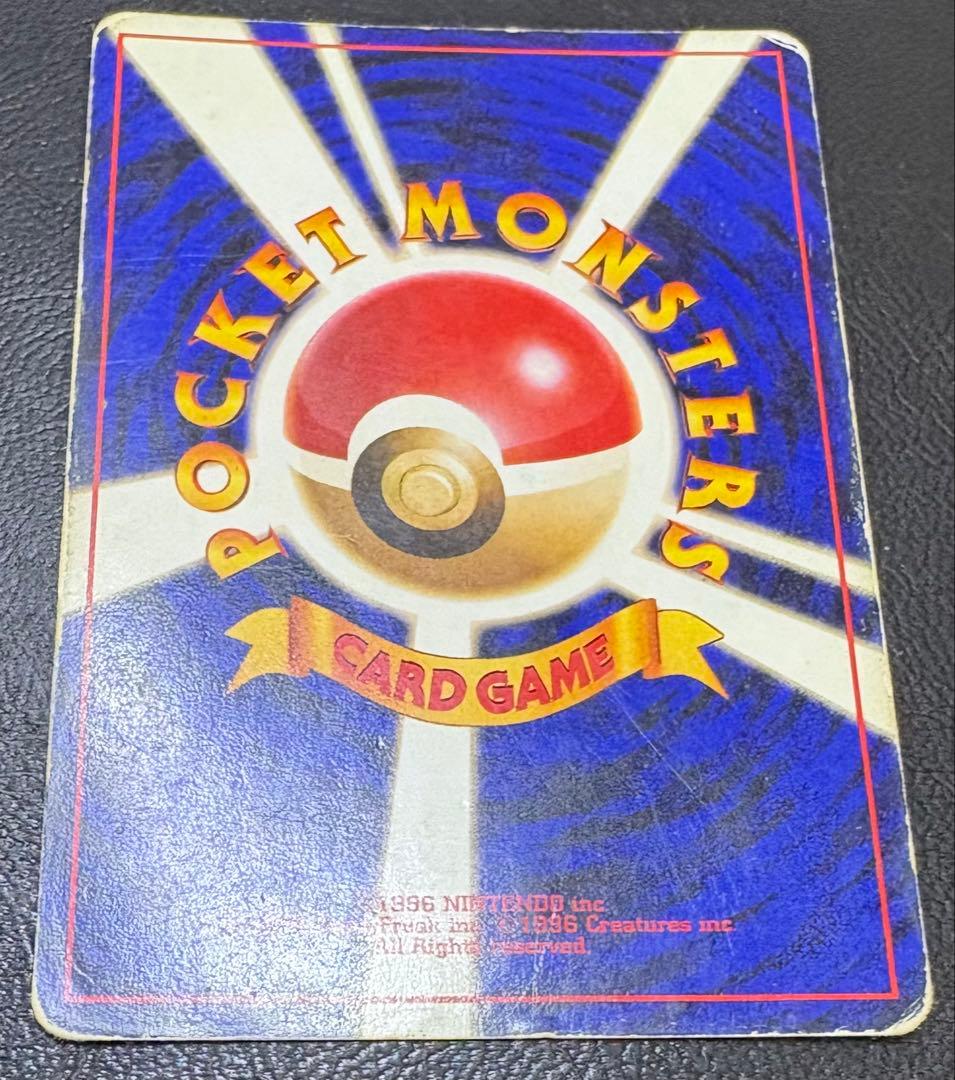 POCKET MONSTERS
CARD GAME
1996 NINTENDO inc.
Freak inc. ©1996 Creatures inc.
All Rights reserved.